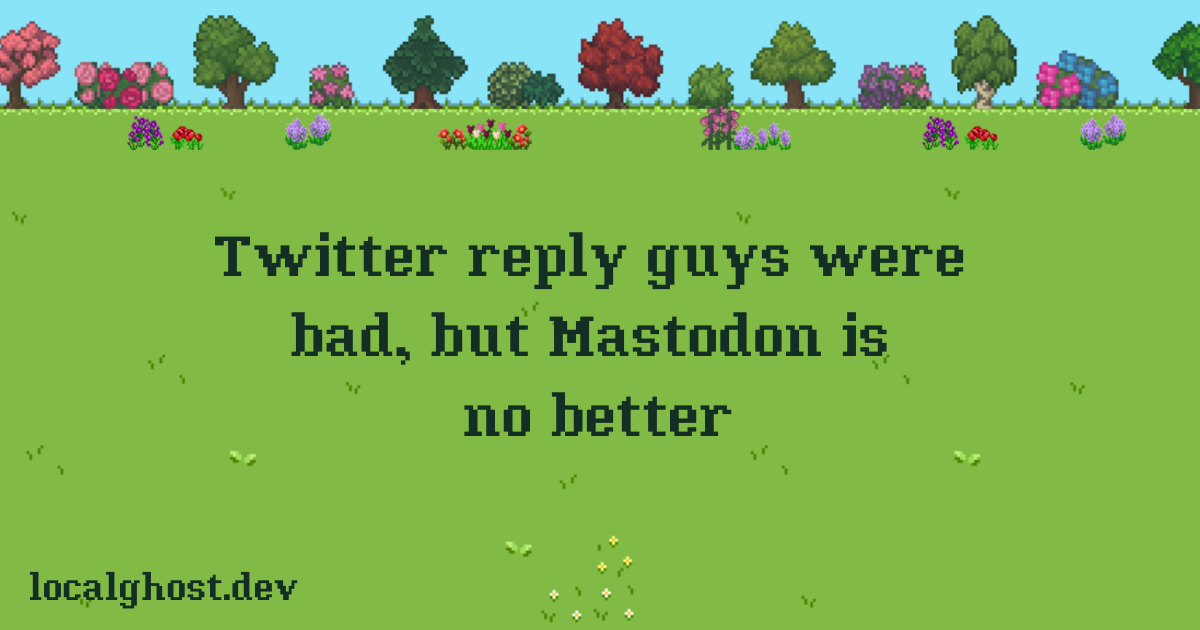 Twitter reply guys were
bad, but Mastodon is
no better
localghost.dev